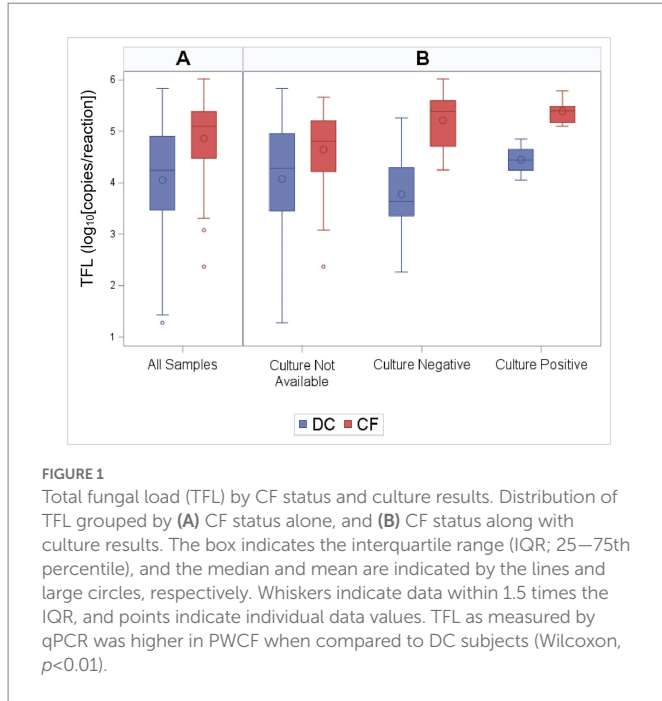 A B
TFL (log₁₀[copies/reaction])
6
5
4
3
2
1
All Samples
Culture Not
Available
Culture Negative
Culture Positive
DC CF
FIGURE 1
Total fungal load (TFL) by CF status and culture results. Distribution of
TFL grouped by (A) CF status alone, and (B) CF status along with
culture results. The box indicates the interquartile range (IQR; 25—75th
percentile), and the median and mean are indicated by the lines and
large circles, respectively. Whiskers indicate data within 1.5 times the
IQR, and points indicate individual data values. TFL as measured by
qPCR was higher in PWCF when compared to DC subjects (Wilcoxon,
p<0.01).